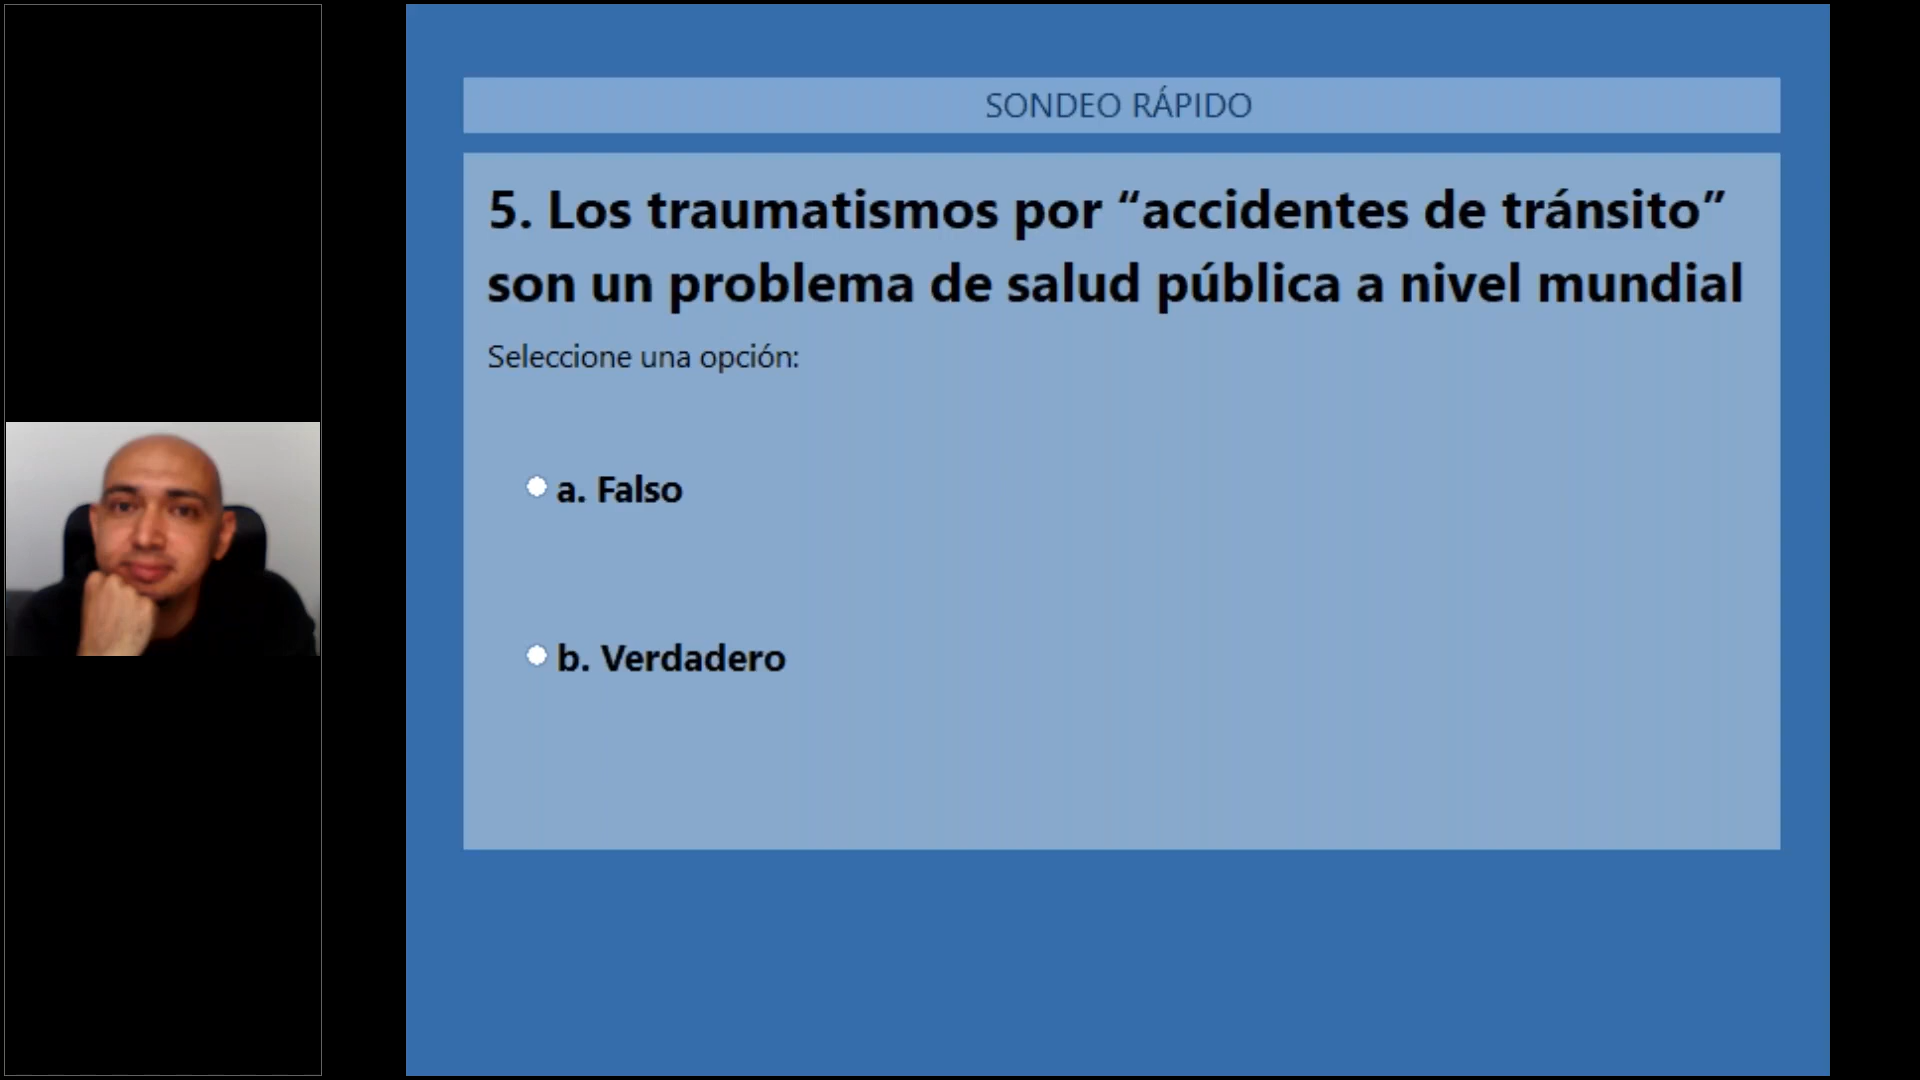 SONDEO RÁPIDO
5. Los traumatismos por “accidentes de tránsito”
son un problema de salud pública a nivel mundial
Seleccione una opción:
a. Falso
b. Verdadero